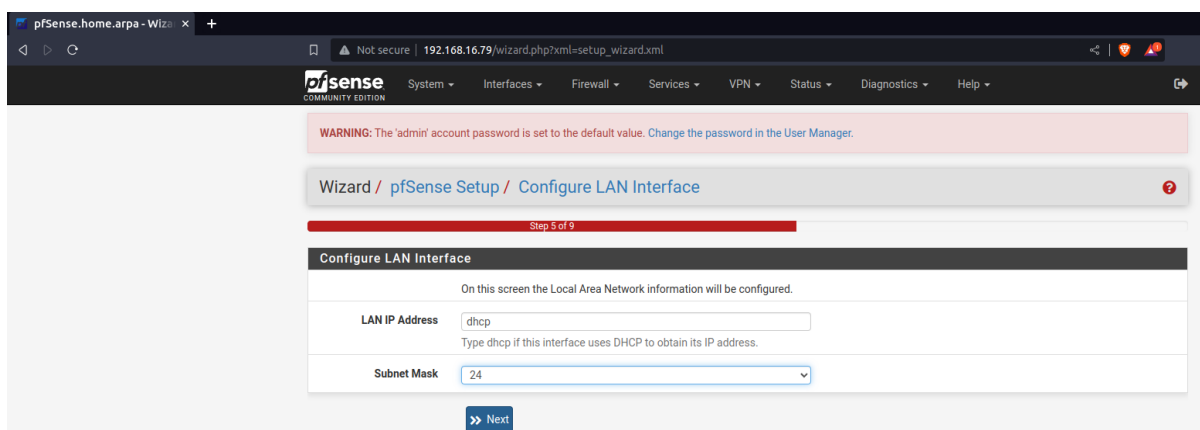 pfSense.home.arpa - Wiza
Not secure | 192.168.16.79/wizard.php?xml=setup_wizard.xml
pfsense System Interfaces Firewall Services VPN Status Diagnostics Help
COMMUNITY EDITION
WARNING: The 'admin' account password is set to the default value. Change the password in the User Manager.
Wizard / pfSense Setup / Configure LAN Interface
Step 5 of 9
Configure LAN Interface
On this screen the Local Area Network information will be configured.
LAN IP Address dhcp
Type dhcp if this interface uses DHCP to obtain its IP address.
Subnet Mask 24
Next